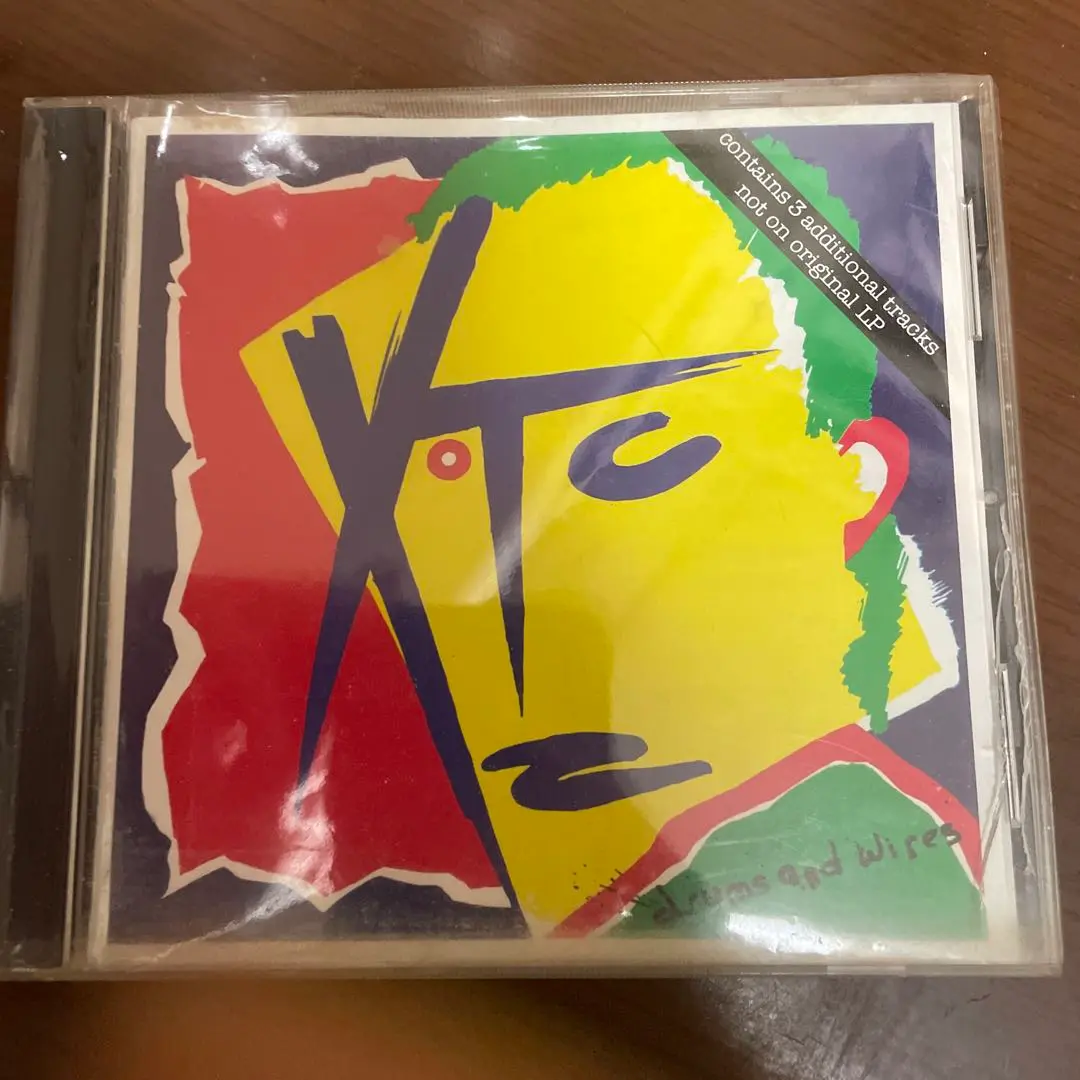 contains 3 additional tracks
not on original LP
XTC
drums and wires